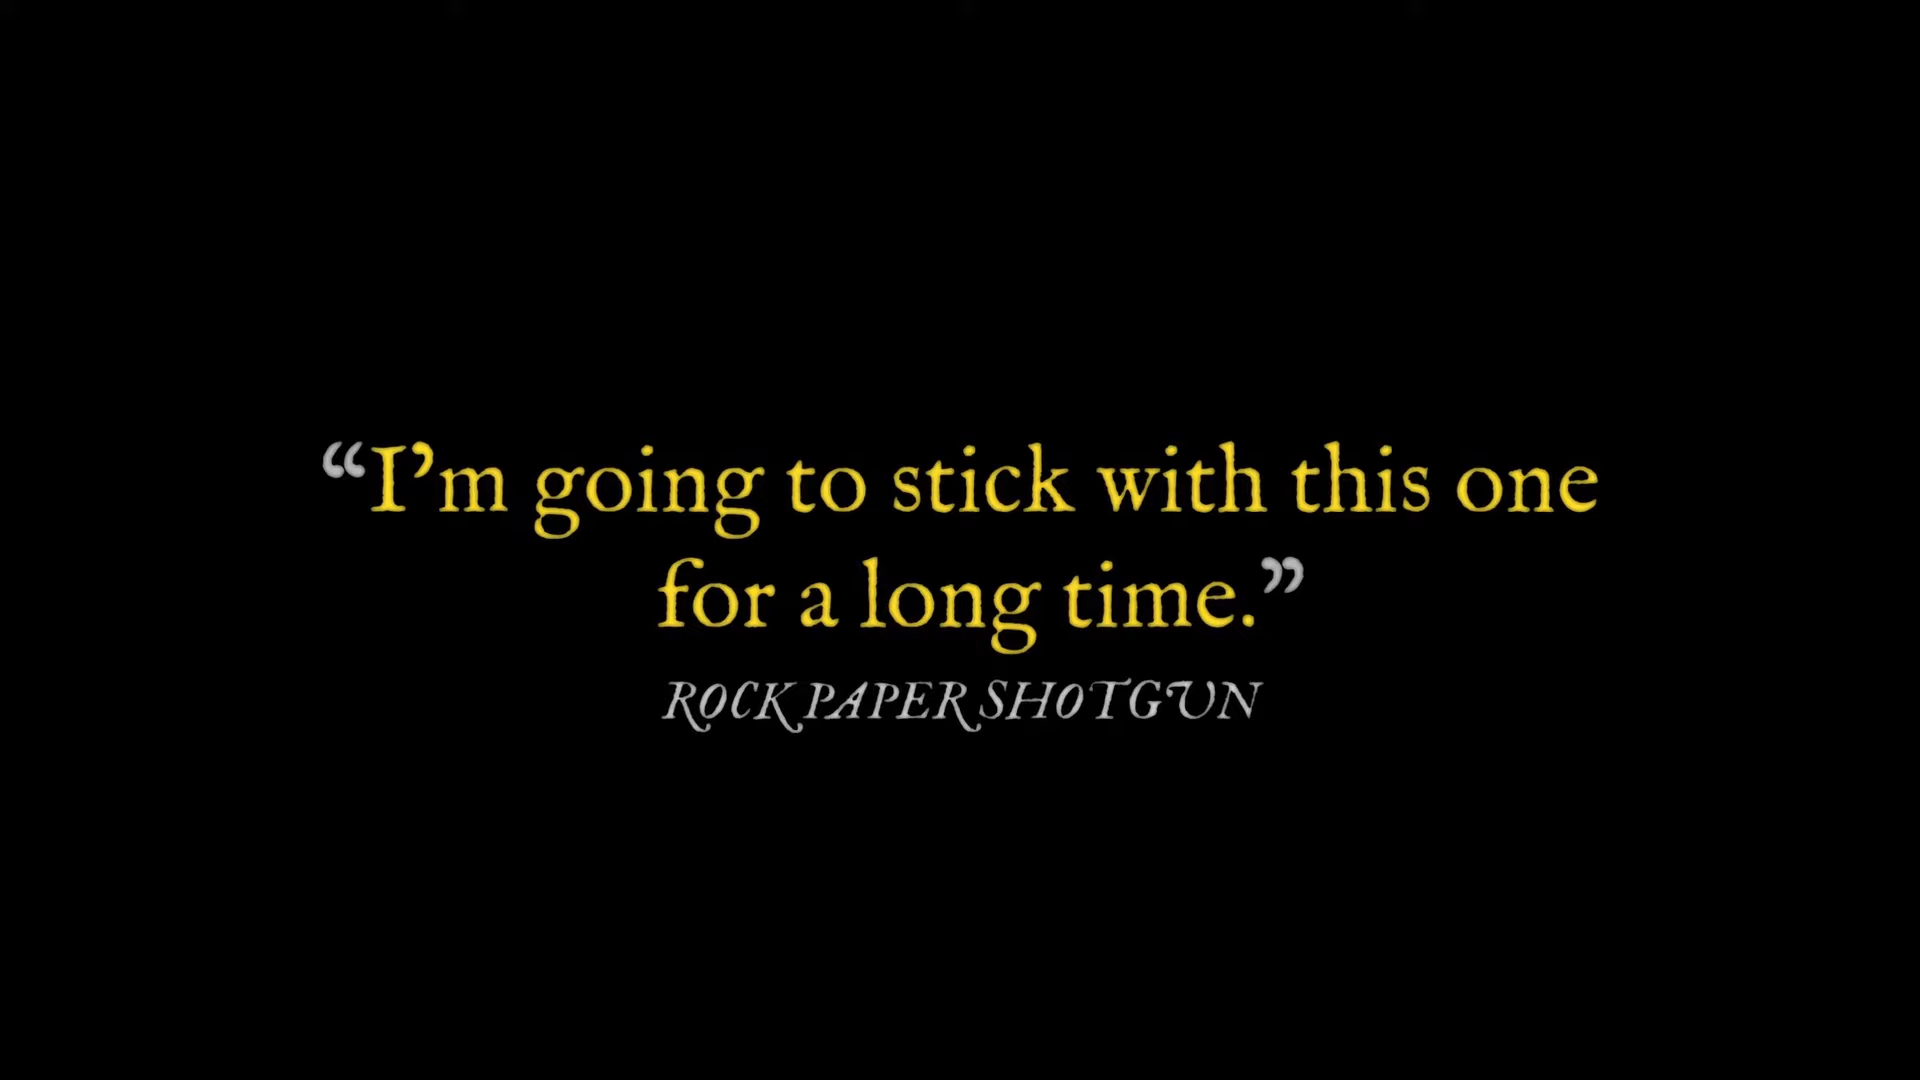 “I’m going to stick with this one
for a long time.”
ROCK PAPER SHOTGUN